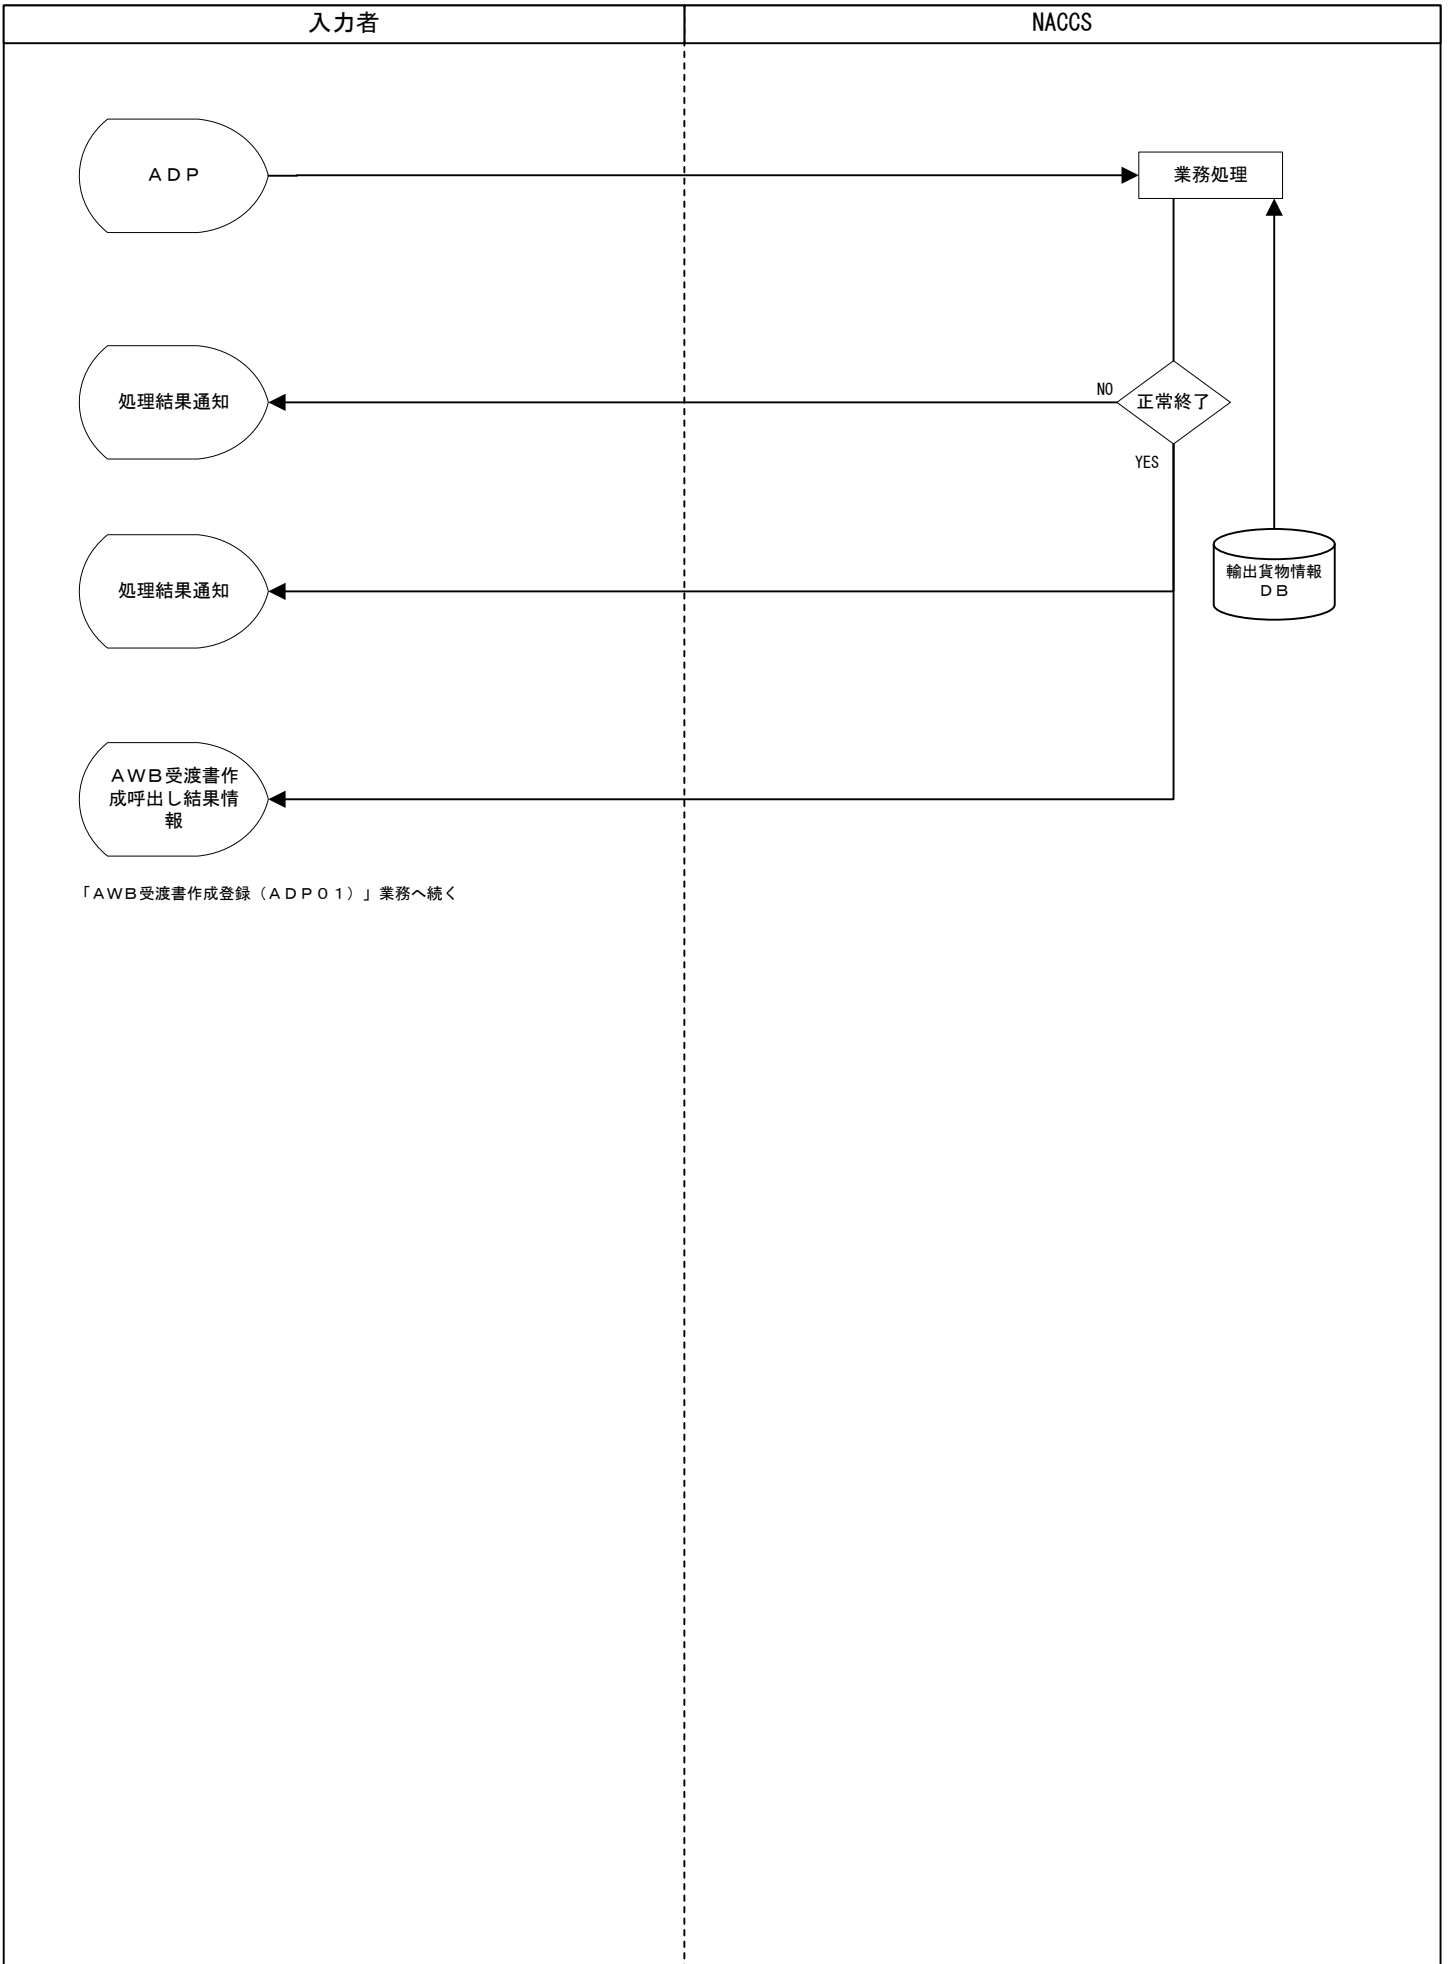 入力者
NACCS
ＡＤＰ
業務処理
処理結果通知
NO
正常終了
YES
処理結果通知
輸出貨物情報
ＤＢ
ＡＷＢ受渡書作
成呼出し結果情
報
「ＡＷＢ受渡書作成登録（ＡＤＰ０１）」業務へ続く